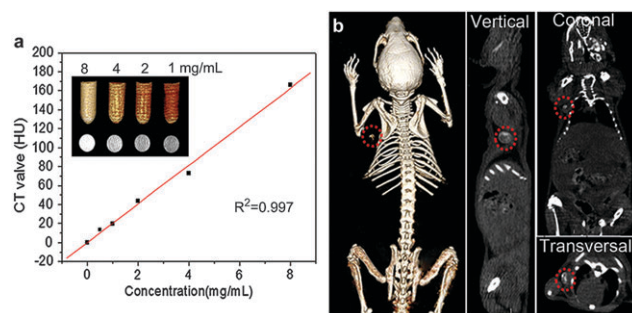 a
CT valve (HU)
200
180
160
140
120
100
80
60
40
20
0
-20
8 4 2 1 mg/mL
R²=0.997
0 2 4 6 8
Concentration(mg/mL)
b
Vertical
Coronal
Transversal